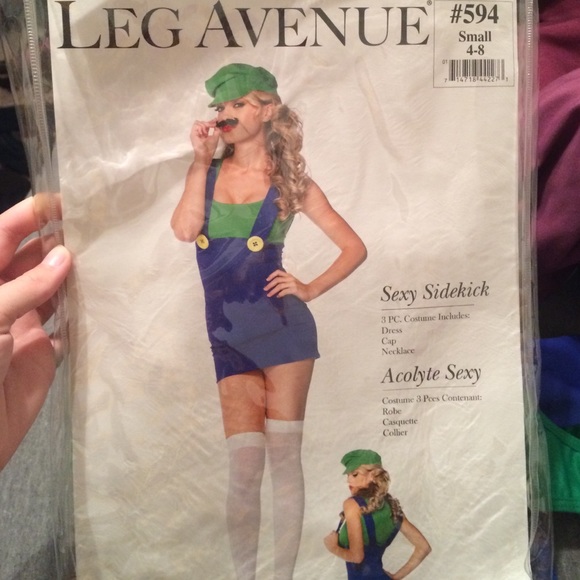 LEG AVENUE®
#594
Small
4-8
Sexy Sidekick
3 PC. Costume Includes:
Dress
Cap
Necklace
Acolyte Sexy
Costume 3 Pces Contenant:
Robe
Casquette
Collier